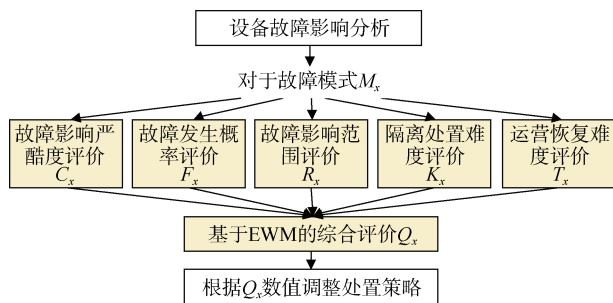 设备故障影响分析
对于故障模式Mx
故障影响严
酷度评价
Cx
故障发生概
率评价
Fx
故障影响范
围评价
Rx
隔离处置难
度评价
Kx
运营恢复难
度评价
Tx
基于EWM的综合评价Qx
根据Qx数值调整处置策略